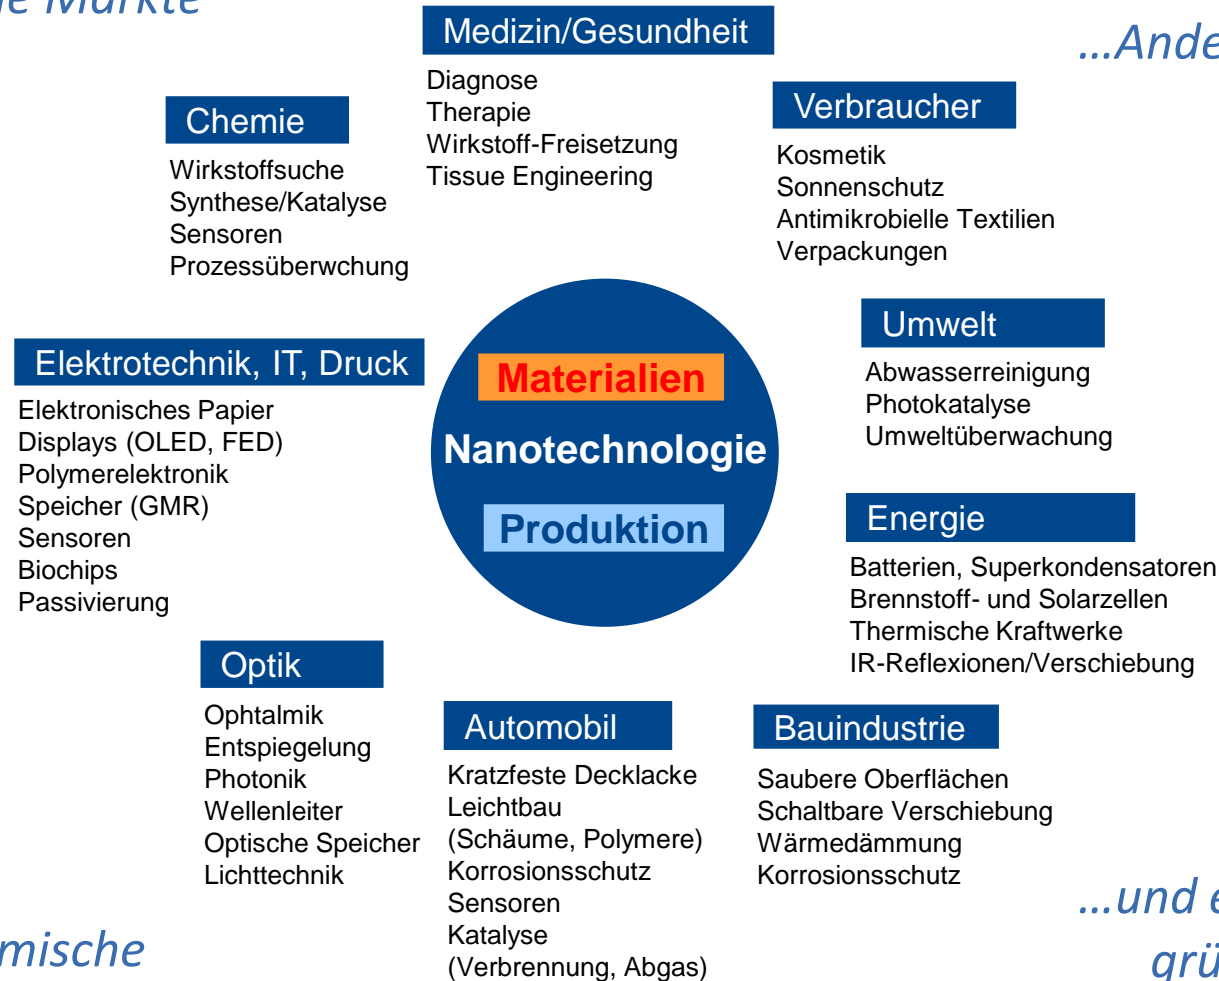 Märkte
Medizin/Gesundheit
Diagnose
Therapie
Wirkstoff-Freisetzung
Tissue Engineering
Chemie
Wirkstoffsuche
Synthese/Katalyse
Sensoren
Prozessüberwchung
Verbraucher
Kosmetik
Sonnenschutz
Antimikrobielle Textilien
Verpackungen
Umwelt
Abwasserreinigung
Photokatalyse
Umweltüberwachung
Elektrotechnik, IT, Druck
Elektronisches Papier
Displays (OLED, FED)
Polymerelektronik
Speicher (GMR)
Sensoren
Biochips
Passivierung
Materialien
Nanotechnologie
Produktion
Energie
Batterien, Superkondensatoren
Brennstoff- und Solarzellen
Thermische Kraftwerke
IR-Reflexionen/Verschiebung
Optik
Ophtalmik
Entspiegelung
Photonik
Wellenleiter
Optische Speicher
Lichttechnik
Automobil
Kratzfeste Decklacke
Leichtbau
(Schäume, Polymere)
Korrosionsschutz
Sensoren
Katalyse
(Verbrennung, Abgas)
Bauindustrie
Saubere Oberflächen
Schaltbare Verschiebung
Wärmedämmung
Korrosionsschutz
...und